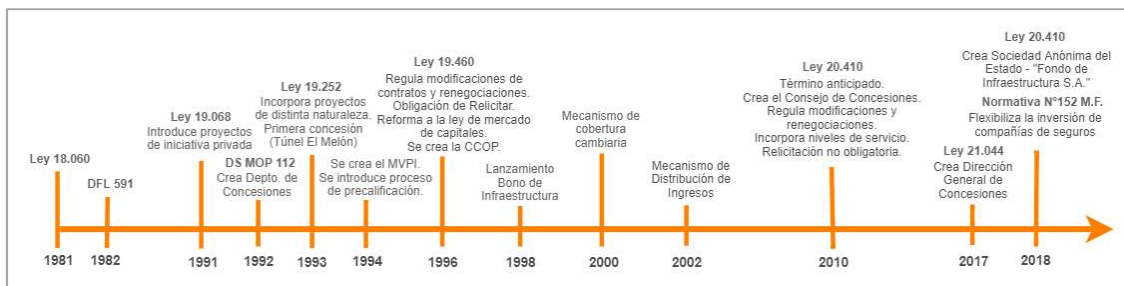 Ley 18.060
DFL 591
Ley 19.068
Introduce proyectos
de iniciativa privada
DS MOP 112
Crea Depto. de
Concesiones
Ley 19.252
Incorpora proyectos
de distinta naturaleza.
Primera concesión
(Túnel El Melón)
Se crea el MVPI.
Se introduce proceso
de precalificación.
Ley 19.460
Regula modificaciones de
contratos y renegociaciones.
Obligación de Relicitar.
Reforma a la ley de mercado
de capitales.
Se crea la CCOP.
Lanzamiento
Bono de
Infraestructura
Mecanismo de
cobertura
cambiaria
Mecanismo de
Distribución de
Ingresos
Ley 20.410
Término anticipado.
Crea el Consejo de Concesiones.
Regula modificaciones y
renegociaciones.
Incorpora niveles de servicio.
Relicitación no obligatoria.
Ley 21.044
Crea Dirección
General de
Concesiones
Ley 20.410
Crea Sociedad Anónima del
Estado - "Fondo de
Infraestructura S.A."
Normativa N°152 M.F.
Flexibiliza la inversión de
compañías de seguros
1981
1982
1991
1992
1993
1994
1996
1998
2000
2002
2010
2017
2018